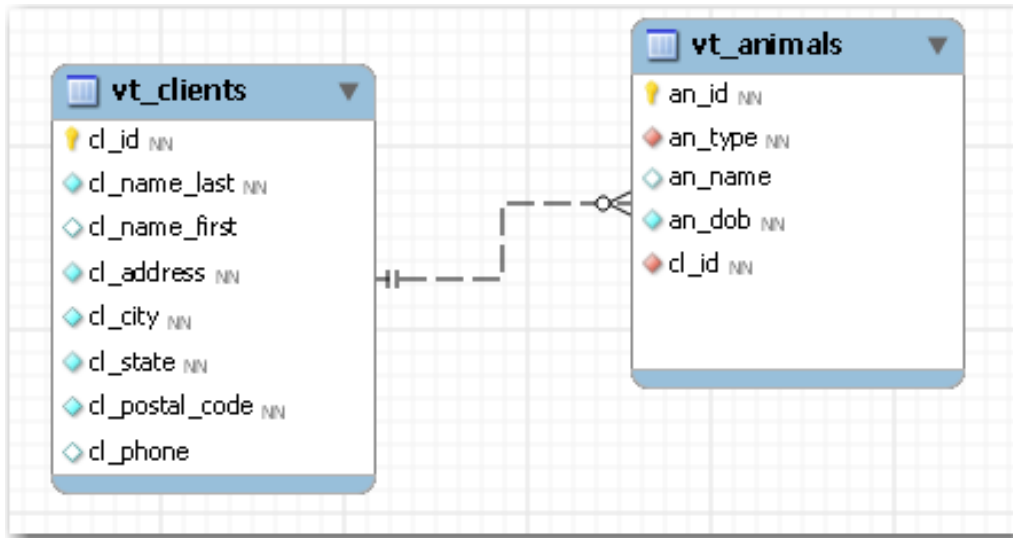 vt_clients
cl_id NN
cl_name_last NN
cl_name_first
cl_address NN
cl_city NN
cl_state NN
cl_postal_code NN
cl_phone
vt_animals
an_id NN
an_type NN
an_name
an_dob NN
cl_id NN